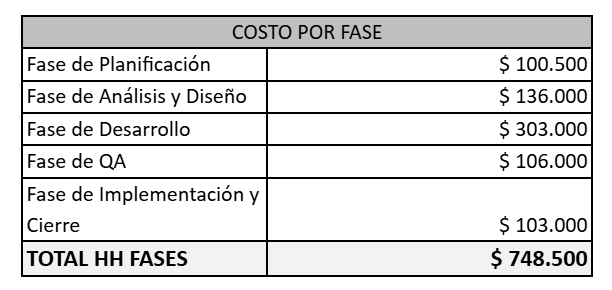 COSTO POR FASE
Fase de Planificación $ 100.500
Fase de Análisis y Diseño $ 136.000
Fase de Desarrollo $ 303.000
Fase de QA $ 106.000
Fase de Implementación y
Cierre $ 103.000
TOTAL HH FASES $ 748.500